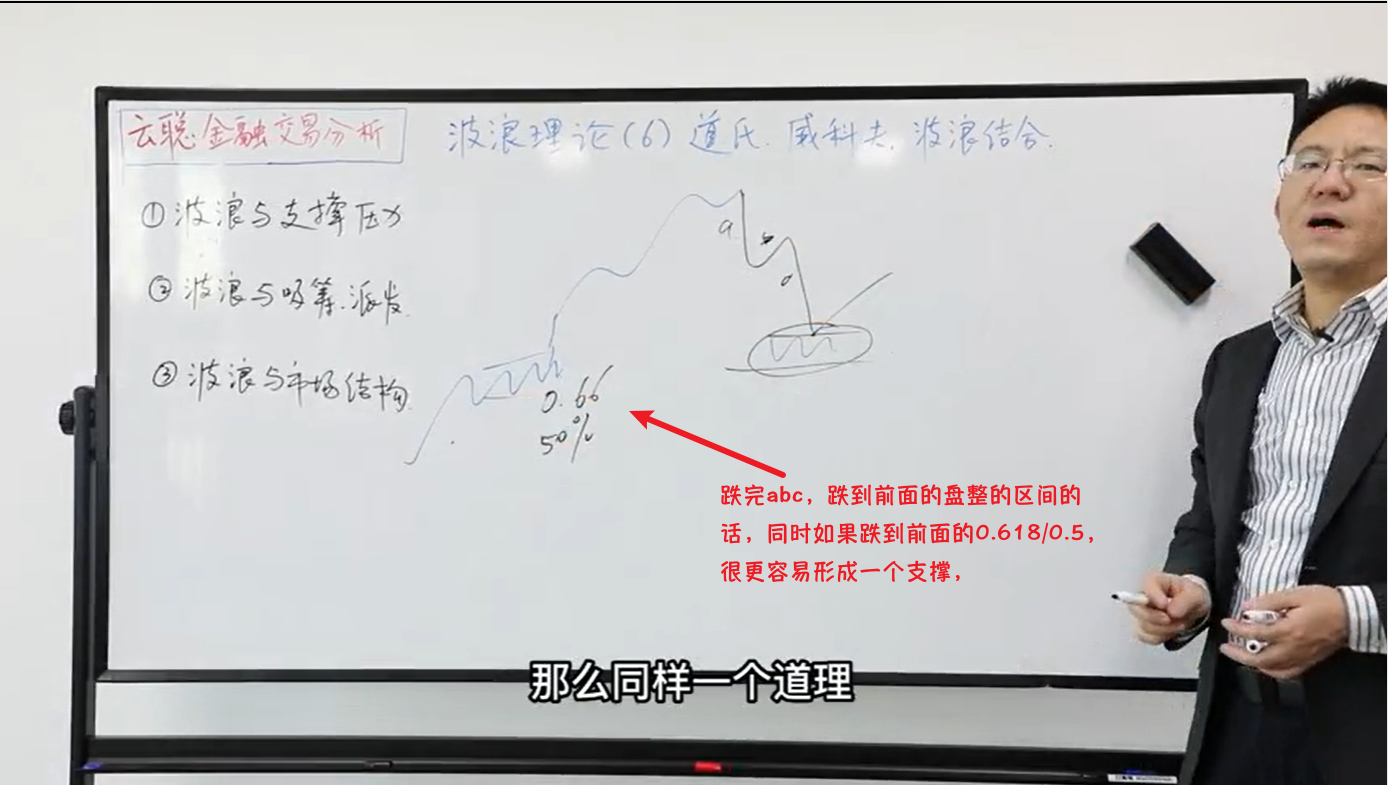 云聪金融交易分析
波浪理论(6) 道氏.威科夫.波浪结合.
①波浪与支撑压力
②波浪与吸筹.派发.
③波浪与市场结构.
a
b
c
0.66
50%
跌完abc，跌到前面的盘整的区间的
话，同时如果跌到前面的0.618/0.5，
很更容易形成一个支撑，
那么同样一个道理